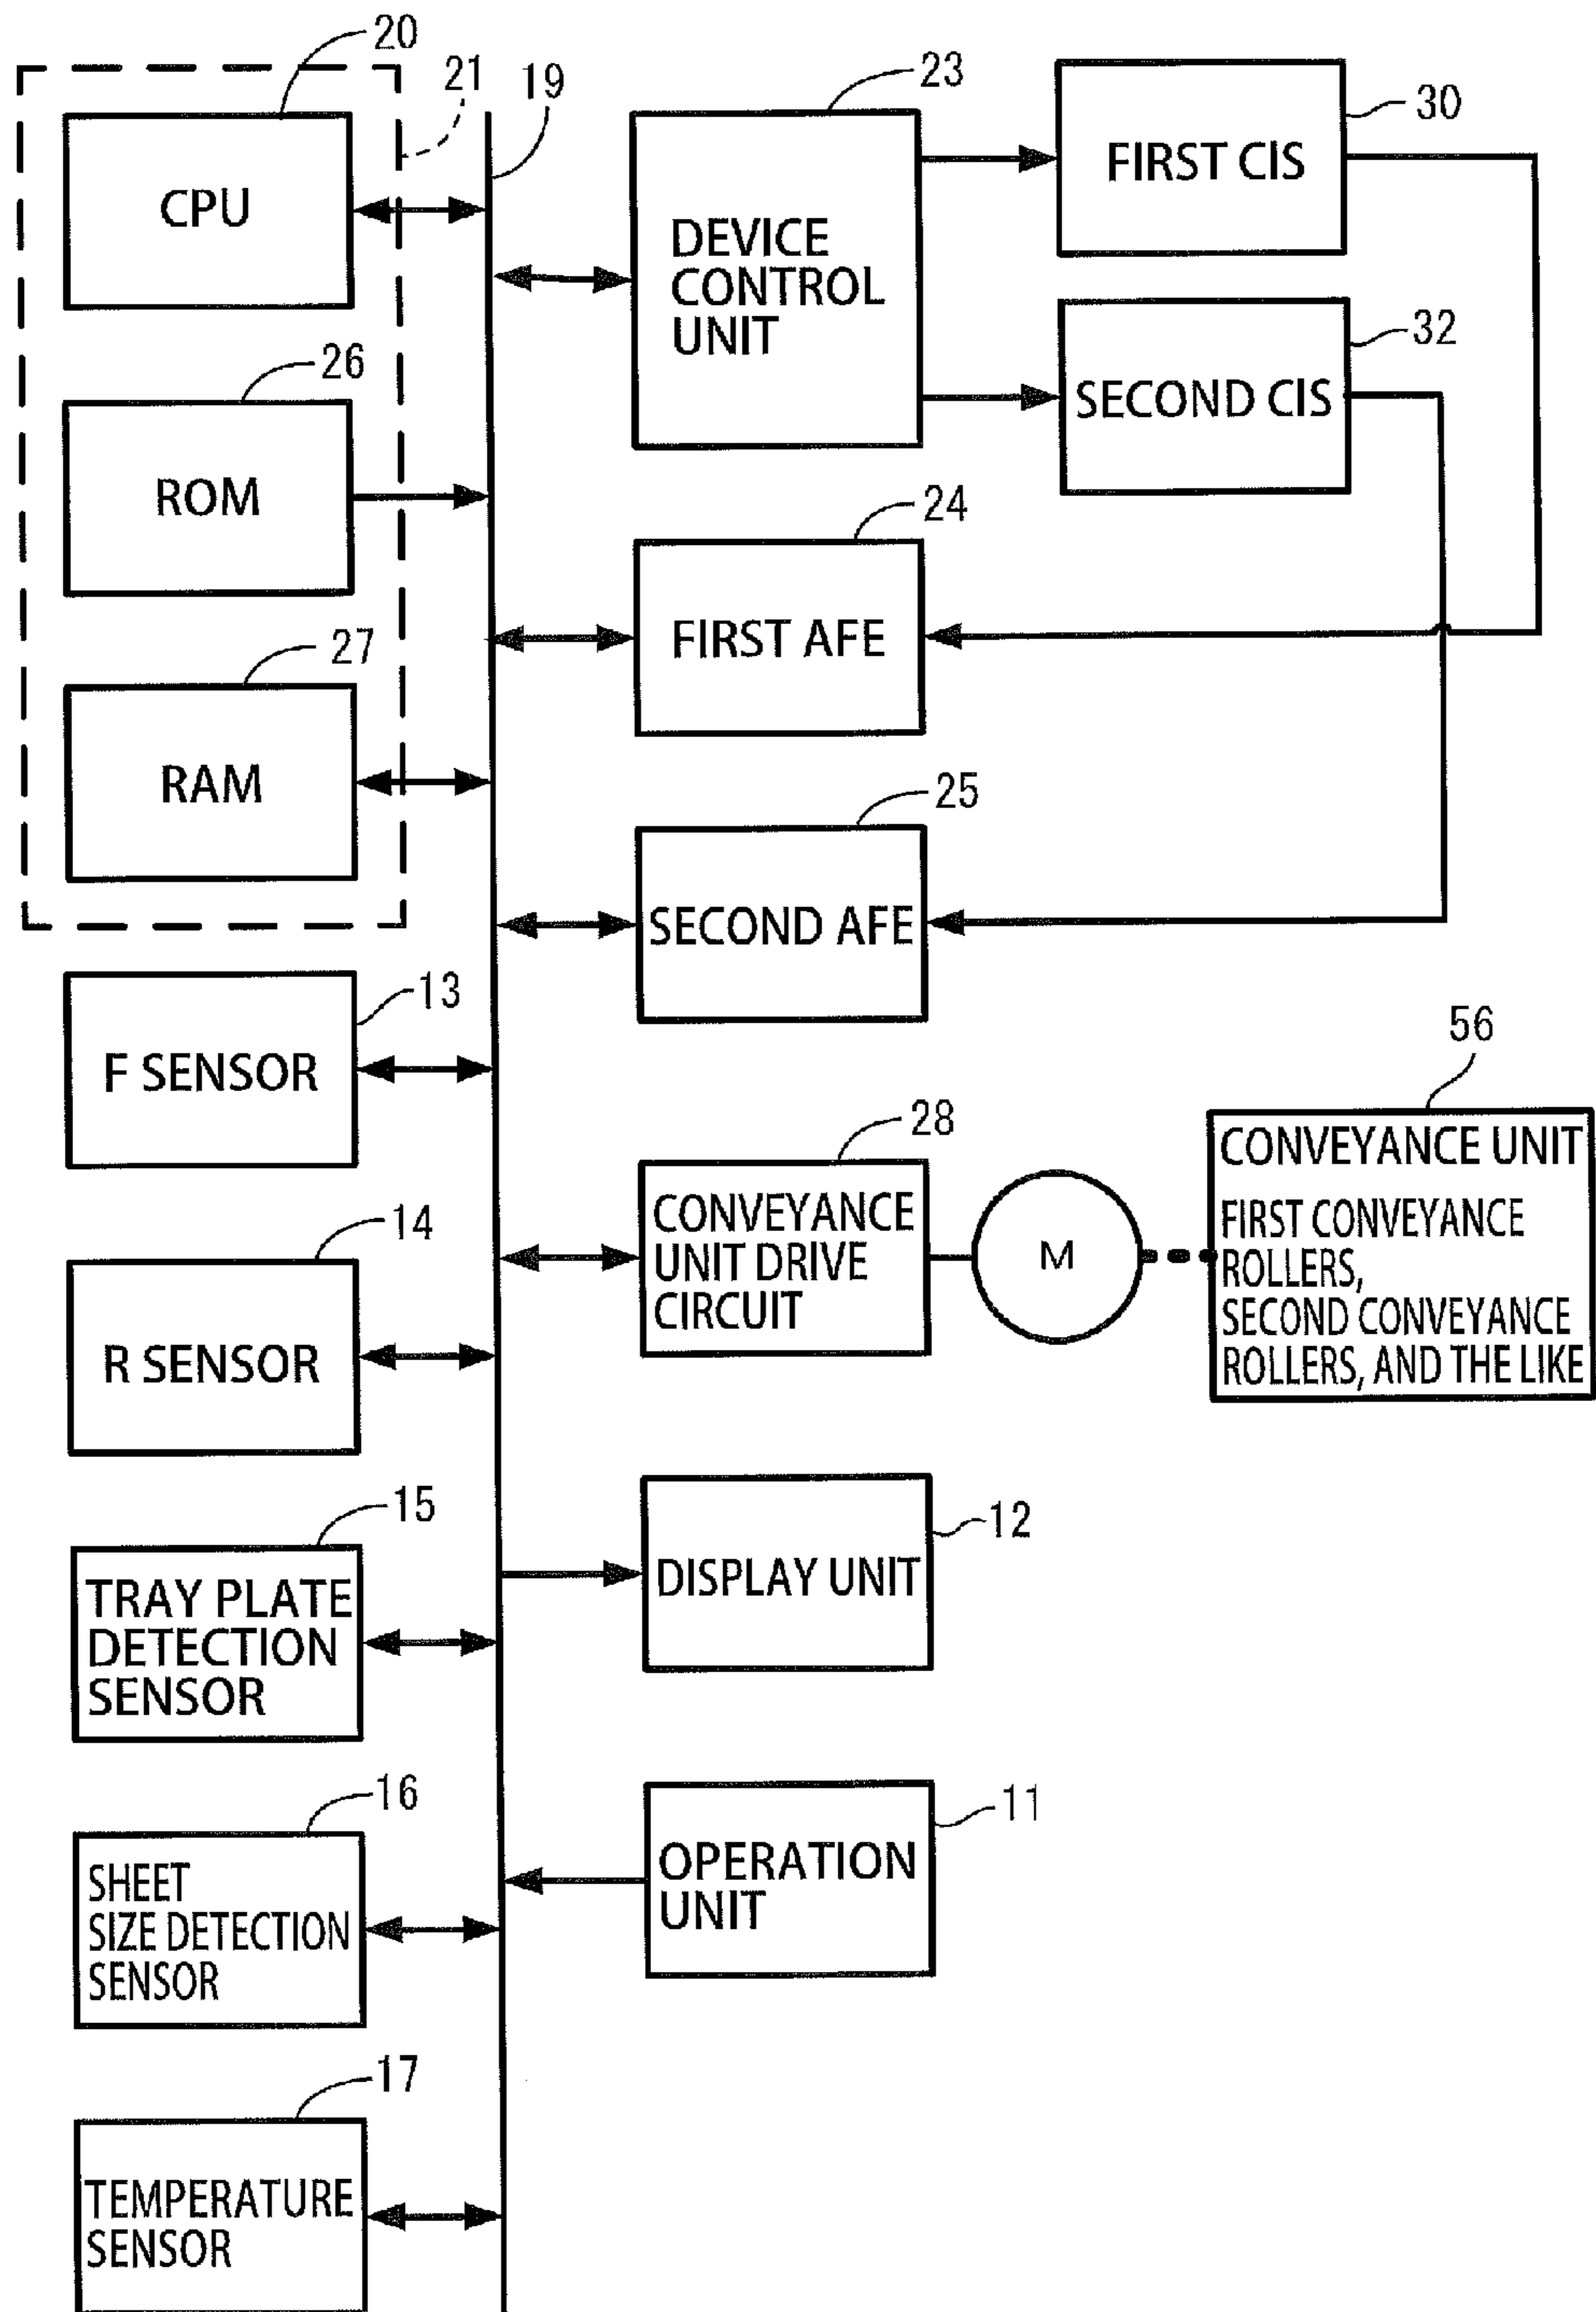 20
21
19
CPU
26
ROM
27
RAM
23
DEVICE
CONTROL
UNIT
30
FIRST CIS
32
SECOND CIS
24
FIRST AFE
25
SECOND AFE
13
F SENSOR
28
CONVEYANCE
UNIT DRIVE
CIRCUIT
M
56
CONVEYANCE UNIT
FIRST CONVEYANCE
ROLLERS,
SECOND CONVEYANCE
ROLLERS, AND THE LIKE
14
R SENSOR
15
TRAY PLATE
DETECTION
SENSOR
12
DISPLAY UNIT
16
SHEET
SIZE DETECTION
SENSOR
11
OPERATION
UNIT
17
TEMPERATURE
SENSOR